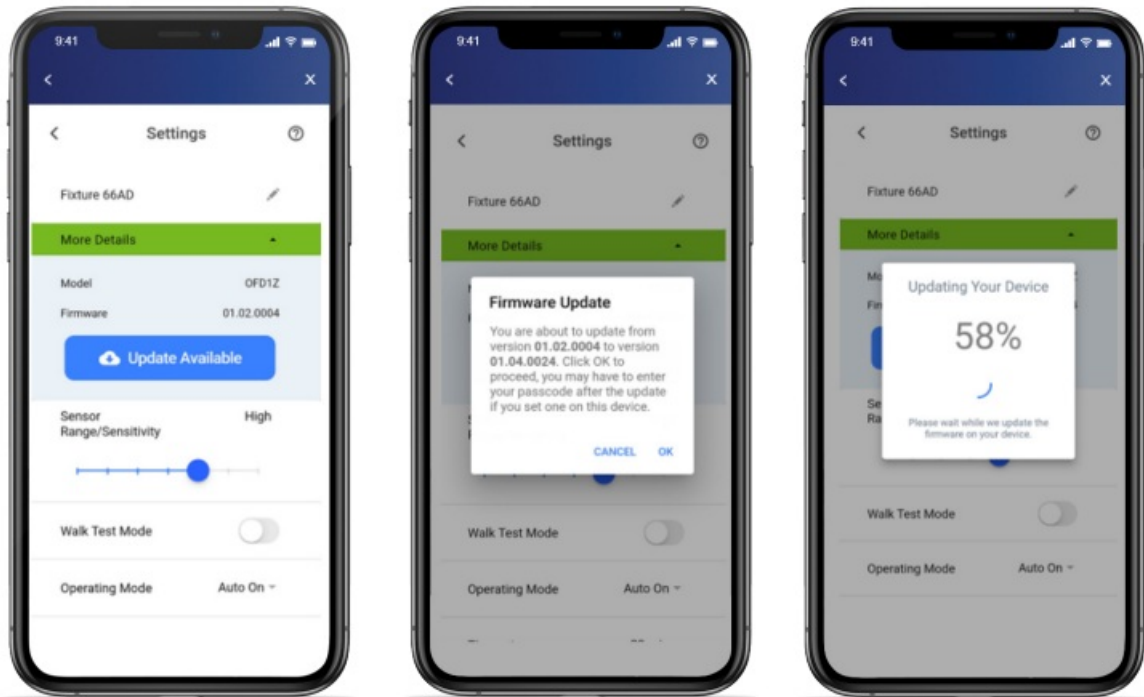 9:41
Settings
Fixture 66AD
More Details
Model OFD1Z
Firmware 01.02.0004
Update Available
Sensor High
Range/Sensitivity
Walk Test Mode
Operating Mode Auto On
9:41
Settings
Fixture 66AD
More Details
Firmware Update
You are about to update from
version 01.02.0004 to version
01.04.0024. Click OK to
proceed, you may have to enter
your passcode after the update
if you set one on this device.
CANCEL OK
Walk Test Mode
Operating Mode Auto On
9:41
Settings
Fixture 66AD
More Details
Updating Your Device
58%
Please wait while we update the
firmware on your device.
Walk Test Mode
Operating Mode Auto On